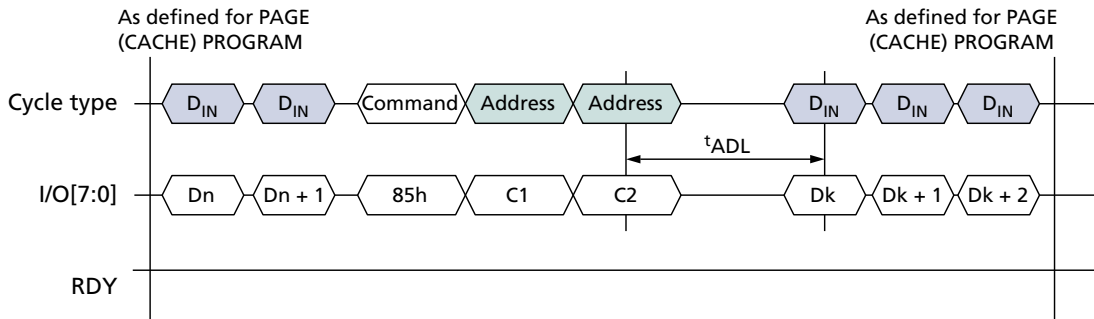 As defined for PAGE
(CACHE) PROGRAM
As defined for PAGE
(CACHE) PROGRAM
Cycle type DIN DIN Command Address Address DIN DIN DIN
tADL
I/O[7:0] Dn Dn + 1 85h C1 C2 Dk Dk + 1 Dk + 2
RDY